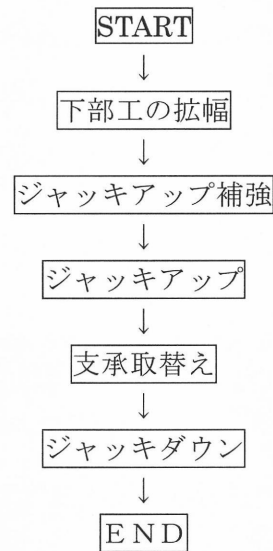 START
↓
下部工の拡幅
↓
ジャッキアップ補強
↓
ジャッキアップ
↓
支承取替え
↓
ジャッキダウン
↓
ＥＮＤ